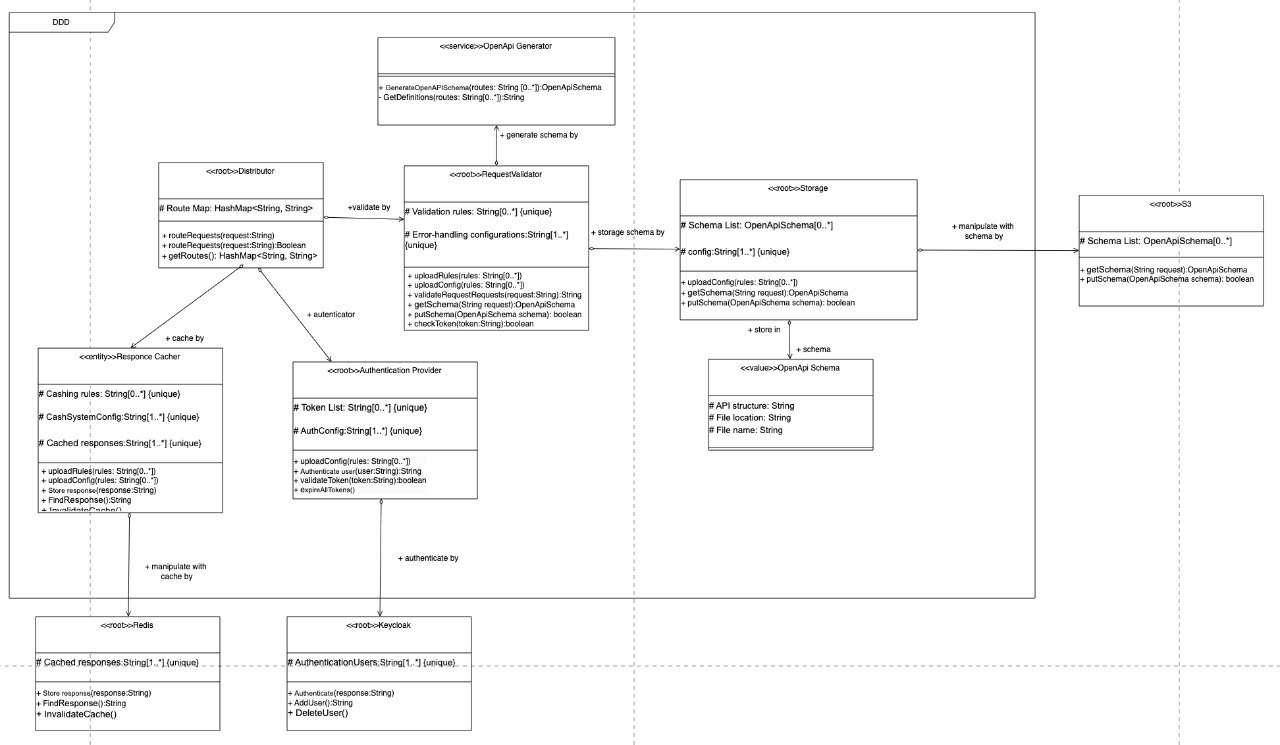 DDD
<<service>>OpenApi Generator
+ GenerateOpenAPISchema(routes: String [0..*]):OpenApiSchema
- GetDefinitions(routes: String[0..*]):String
+ generate schema by
<<root>>Distributor
# Route Map: HashMap<String, String>
+ routeRequests(request:String)
+ routeRequests(request:String):Boolean
+ getRoutes(): HashMap<String, String>
+validate by
<<root>>RequestValidator
# Validation rules: String[0..*] {unique}
# Error-handling configurations:String[1..*]
{unique}
+ uploadRules(rules: String[0..*])
+ uploadConfig(rules: String[0..*])
+ validateRequestRequests(request:String):String
+ getSchema(String request):OpenApiSchema
+ putSchema(OpenApiSchema schema): boolean
+ checkToken(token:String):boolean
+ storage schema by
<<root>>Storage
# Schema List: OpenApiSchema[0..*]
# config:String[1..*] {unique}
+ uploadConfig(rules: String[0..*])
+ getSchema(String request):OpenApiSchema
+ putSchema(OpenApiSchema schema): boolean
+ manipulate with
schema by
<<root>>S3
# Schema List: OpenApiSchema[0..*]
+ getSchema(String request):OpenApiSchema
+ putSchema(OpenApiSchema schema): boolean
+ cache by
+ autenticator
+ store in
+ schema
<<entity>>Responce Cacher
# Cashing rules: String[0..*] {unique}
# CashSystemConfig:String[1..*] {unique}
# Cached responses:String[1..*] {unique}
+ uploadRules(rules: String[0..*])
+ uploadConfig(rules: String[0..*])
+ Store response(response:String)
+ FindResponse():String
+ InvalidateCache()
<<root>>Authentication Provider
# Token List: String[0..*] {unique}
# AuthConfig:String[1..*] {unique}
+ uploadConfig(rules: String[0..*])
+ Authenticate user(user:String):String
+ validateToken(token:String):boolean
+ expireAllTokens()
<<value>>OpenApi Schema
# API structure: String
# File location: String
# File name: String
+ manipulate with
cache by
+ authenticate by
<<root>>Redis
# Cached responses:String[1..*] {unique}
+ Store response(response:String)
+ FindResponse():String
+ InvalidateCache()
<<root>>Keycloak
# AuthenticationUsers:String[1..*] {unique}
+ Authenticate(response:String)
+ AddUser():String
+ DeleteUser()